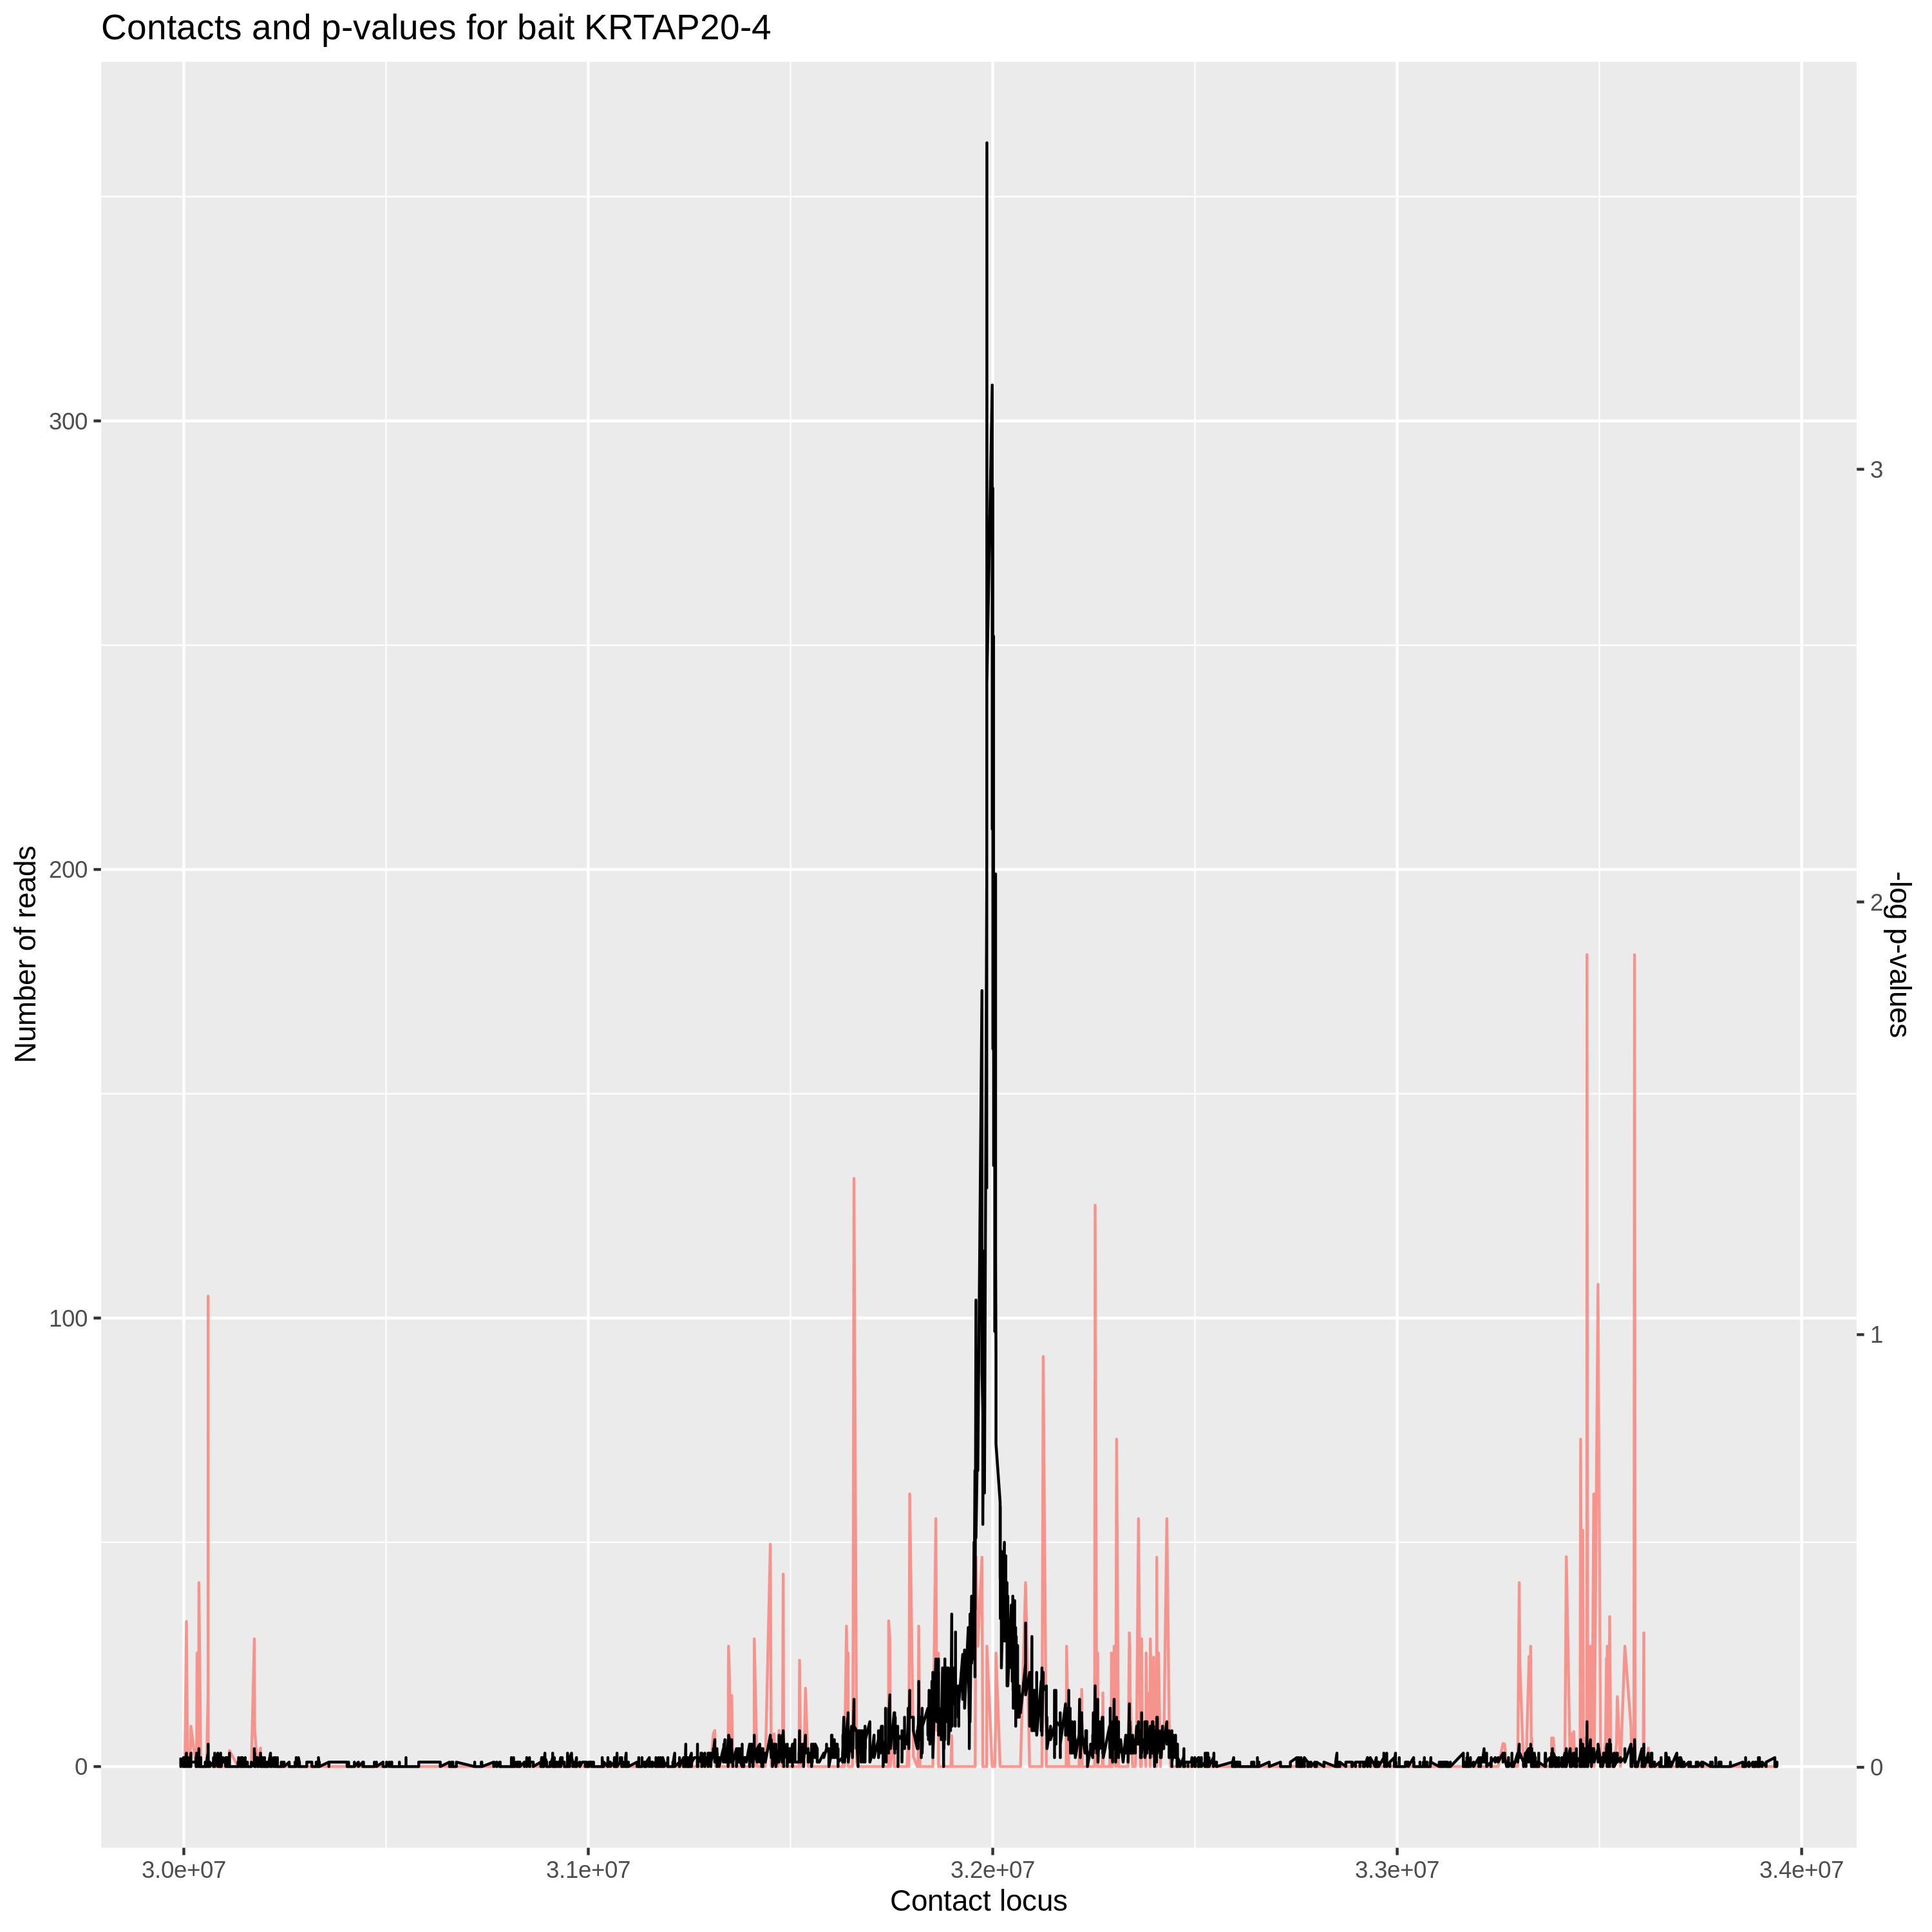 Contacts and p-values for bait KRTAP20-4
300
200
100
0
Number of reads
3
2
1
0
-log p-values
3.0e+07 3.1e+07 3.2e+07 3.3e+07 3.4e+07
Contact locus